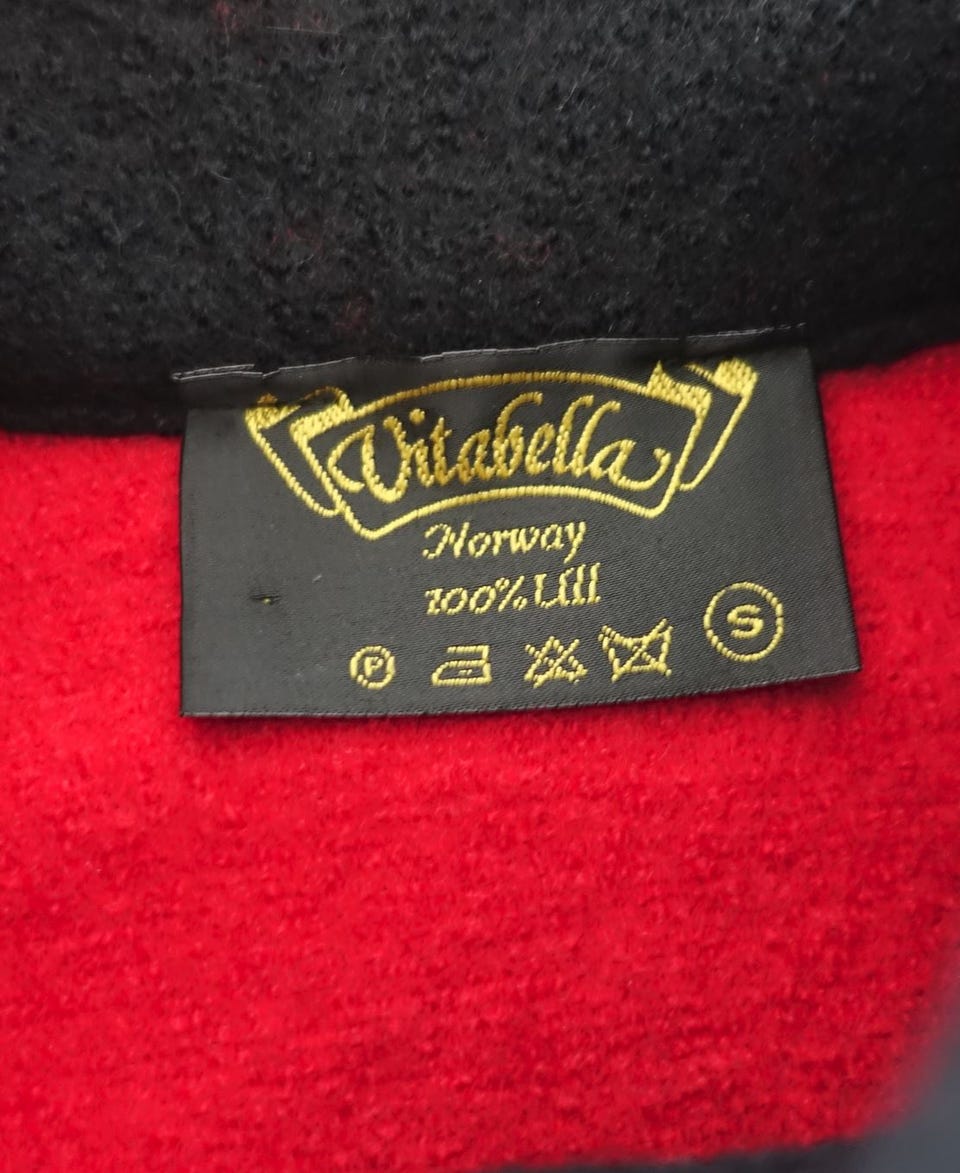 Vitabella
Norway
100% Ull
P
S